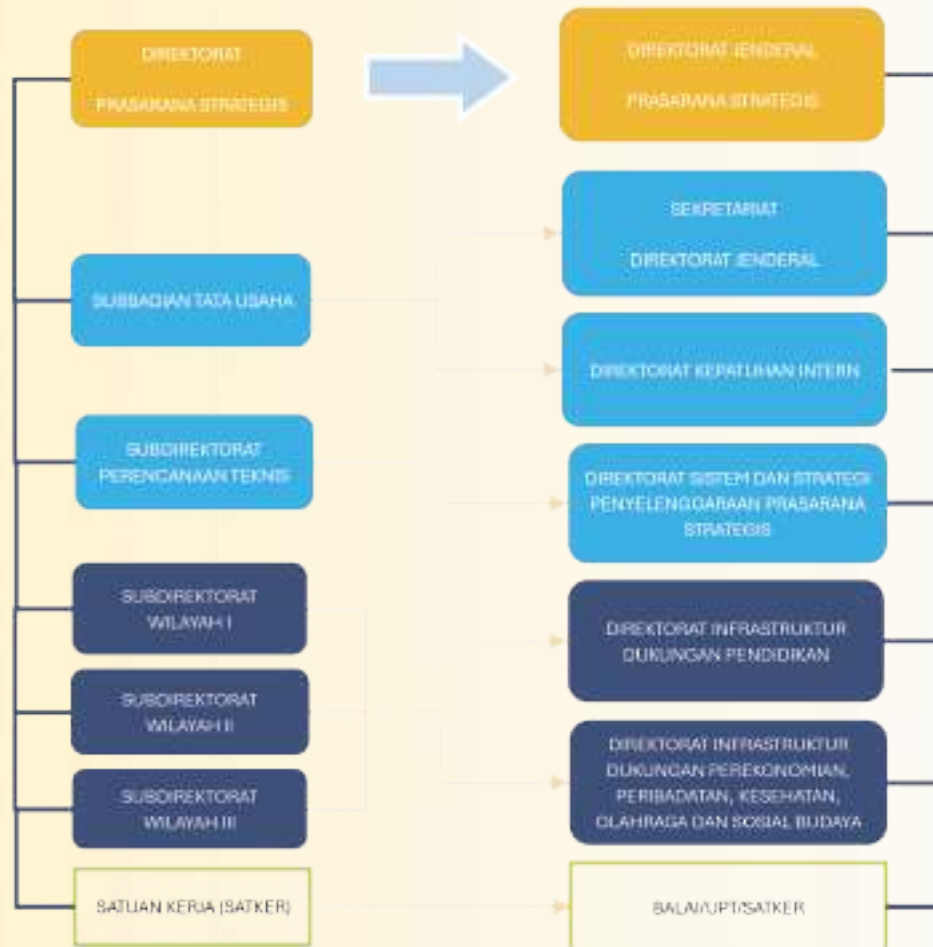 DIREKTORAT
PRASARANA STRATEGIS
SUBBAGIAN TATA USAHA
SUBDIREKTORAT
PERENCANAAN TEKNIS
SUBDIREKTORAT
WILAYAH I
SUBDIREKTORAT
WILAYAH II
SUBDIREKTORAT
WILAYAH III
SATUAN KERJA (SATKER)
DIREKTORAT JENDERAL
PRASARANA STRATEGIS
SEKRETARIAT
DIREKTORAT JENDERAL
DIREKTORAT KEPATUHAN INTERN
DIREKTORAT SISTEM DAN STRATEGI
PENYELENGGARAAN PRASARANA
STRATEGIS
DIREKTORAT INFRASTRUKTUR
DUKUNGAN PENDIDIKAN
DIREKTORAT INFRASTRUKTUR
DUKUNGAN PEREKONOMIAN,
PERIBADATAN, KESEHATAN,
OLAHRAGA DAN SOSIAL BUDAYA
BALAI/UPT/SATKER